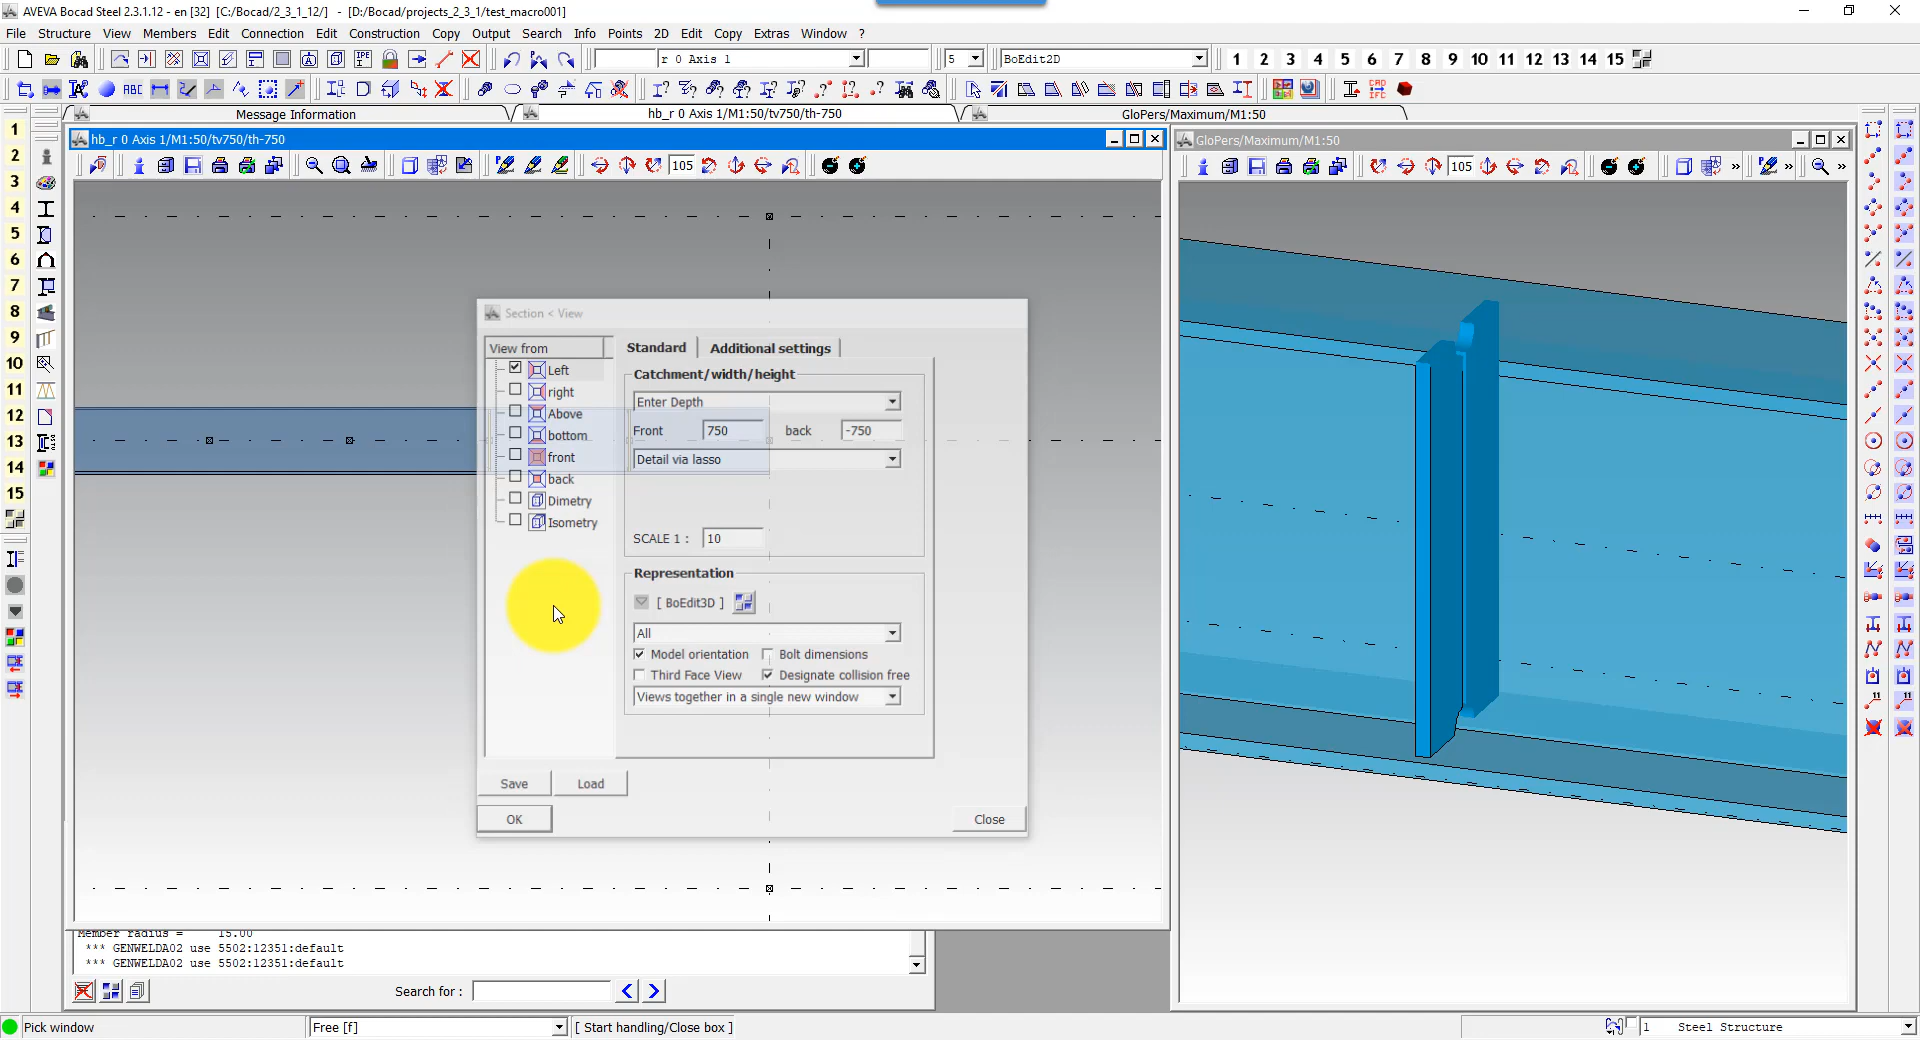 AVEVA Bocad Steel 2.3.1.12 - en [32] [C:/Bocad/2_3_1_12/] - [D:/Bocad/projects_2_3_1/test_macro001]
File Structure View Members Edit Connection Edit Construction Copy Output Search Info Points 2D Edit Copy Extras Window ?
r 0 Axis 1 5 BoEdit2D 1 2 3 4 5 6 7 8 9 10 11 12 13 14 15
ABC
Message Information hb_r 0 Axis 1/M1:50/tv750/th-750 GloPers/Maximum/M1:50
hb_r 0 Axis 1/M1:50/tv750/th-750
GloPers/Maximum/M1:50
105
105
1
2
3
4
5
6
7
8
9
10
11
12
13
14
15
Section < View
View from
Left
right
Above
bottom
front
back
Dimetry
Isometry
Standard Additional settings
Catchment/width/height
Enter Depth
Front 750 back -750
Detail via lasso
SCALE 1 : 10
Representation
[ BoEdit3D ]
All
Model orientation Bolt dimensions
Third Face View Designate collision free
Views together in a single new window
Save Load
OK Close
Member radius = 15.00
*** GENWELDA02 use 5502:12351:default
*** GENWELDA02 use 5502:12351:default
Search for :
Pick window Free [f] [ Start handling/Close box ] 1 Steel Structure